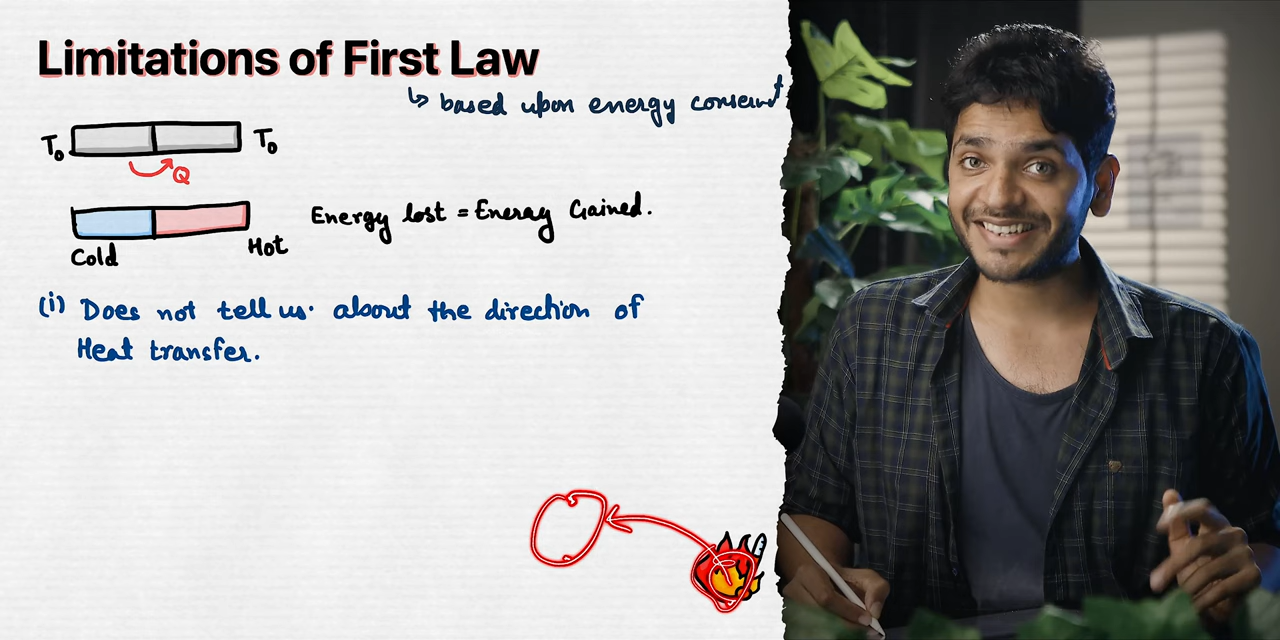 Limitations of First Law
↳ based upon energy conservt
T₀ T₀
Q
Energy lost = Energy Gained.
Cold Hot
(i) Does not tell us. about the direction of
Heat transfer.